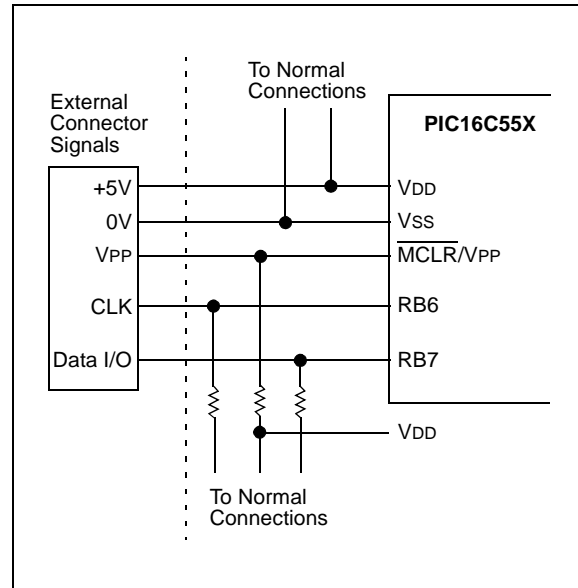 To Normal
Connections
External
Connector
Signals
PIC16C55X
+5V
VDD
0V
VSS
VPP
MCLR/VPP
CLK
RB6
Data I/O
RB7
VDD
To Normal
Connections